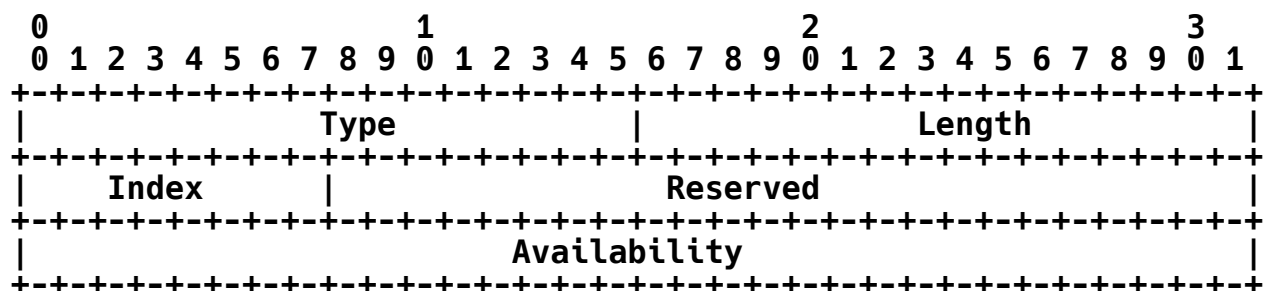 0                   1                   2                   3
 0 1 2 3 4 5 6 7 8 9 0 1 2 3 4 5 6 7 8 9 0 1 2 3 4 5 6 7 8 9 0 1
+-+-+-+-+-+-+-+-+-+-+-+-+-+-+-+-+-+-+-+-+-+-+-+-+-+-+-+-+-+-+-+-+
|               Type            |              Length           |
+-+-+-+-+-+-+-+-+-+-+-+-+-+-+-+-+-+-+-+-+-+-+-+-+-+-+-+-+-+-+-+-+
|    Index      |                 Reserved                      |
+-+-+-+-+-+-+-+-+-+-+-+-+-+-+-+-+-+-+-+-+-+-+-+-+-+-+-+-+-+-+-+-+
|                         Availability                          |
+-+-+-+-+-+-+-+-+-+-+-+-+-+-+-+-+-+-+-+-+-+-+-+-+-+-+-+-+-+-+-+-+